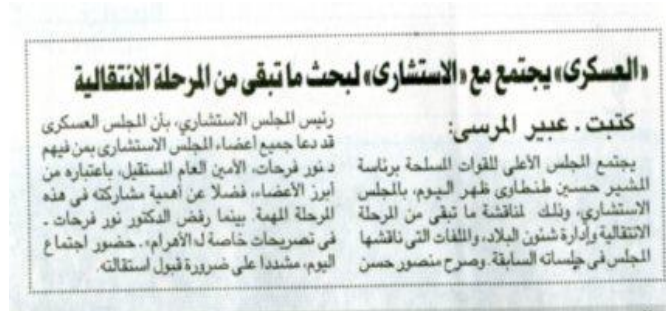 «العسكرى» يجتمع مع «الاستشارى» لبحث ما تبقى من المرحلة الانتقالية
كتبت ـ عبير المرسى:
يجتمع المجلس الأعلى للقوات المسلحة برئاسة
المشير حسين طنطاوى ظهر اليوم، بالمجلس
الاستشارى، وذلك لمناقشة ما تبقى من المرحلة
الانتقالية وإدارة شئون البلاد، والملفات التى ناقشها
المجلس فى جلساته السابقة. وصرح منصور حسن
رئيس المجلس الاستشارى، بأن المجلس العسكرى
قد دعا جميع أعضاء المجلس الاستشارى بمن فيهم
د. نور فرحات، الأمين العام المستقيل، باعتباره من
أبرز الأعضاء، فضلا عن أهمية مشاركته فى هذه
المرحلة المهمة. بينما رفض الدكتور نور فرحات ـ
فى تصريحات خاصة لـ«الأهرام»ـ حضور اجتماع
اليوم، مشددا على ضرورة قبول استقالته.